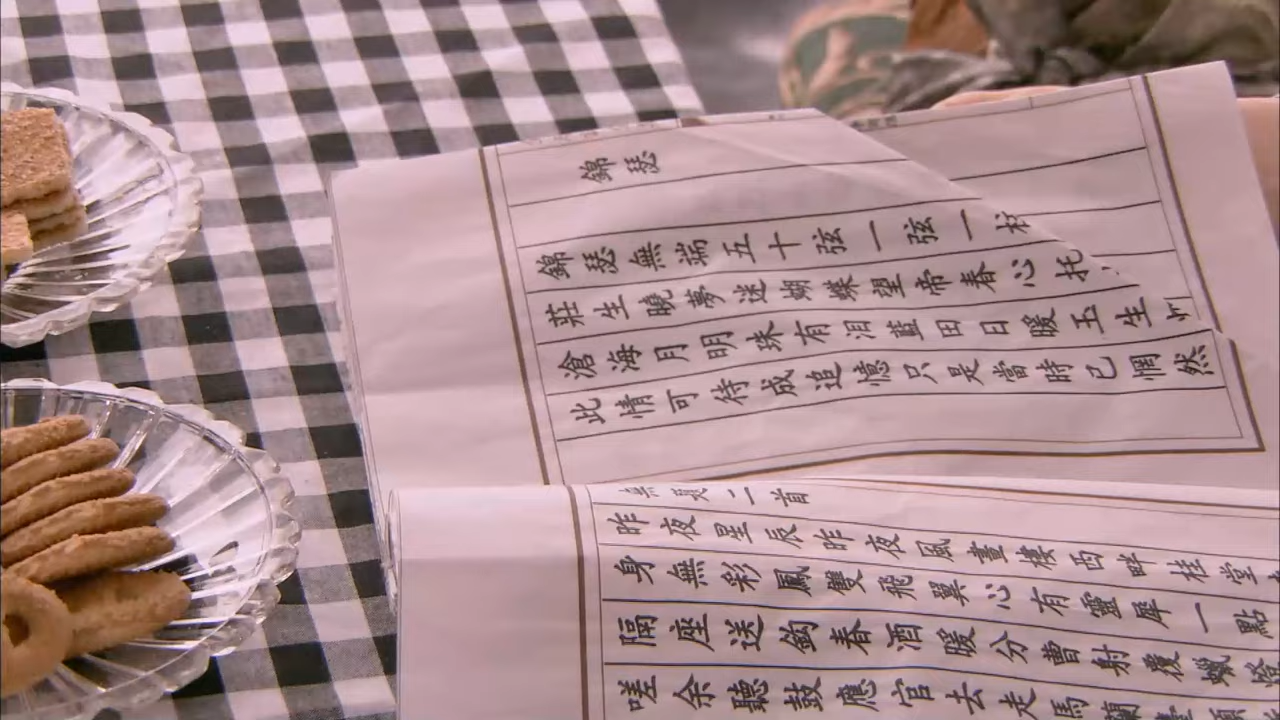 錦瑟
錦瑟無端五十弦一弦一
莊生曉夢迷蝴蝶望帝春心托
滄海月明珠有泪藍田日暖玉生
此情可待成追憶只是當時已惘然
無題二首
昨夜星辰昨夜風畫樓西畔桂堂
身無彩鳳雙飛翼心有靈犀一點
隔座送鈎春酒暖分曹射覆蠟燈
嗟余聽鼓應官去走馬蘭